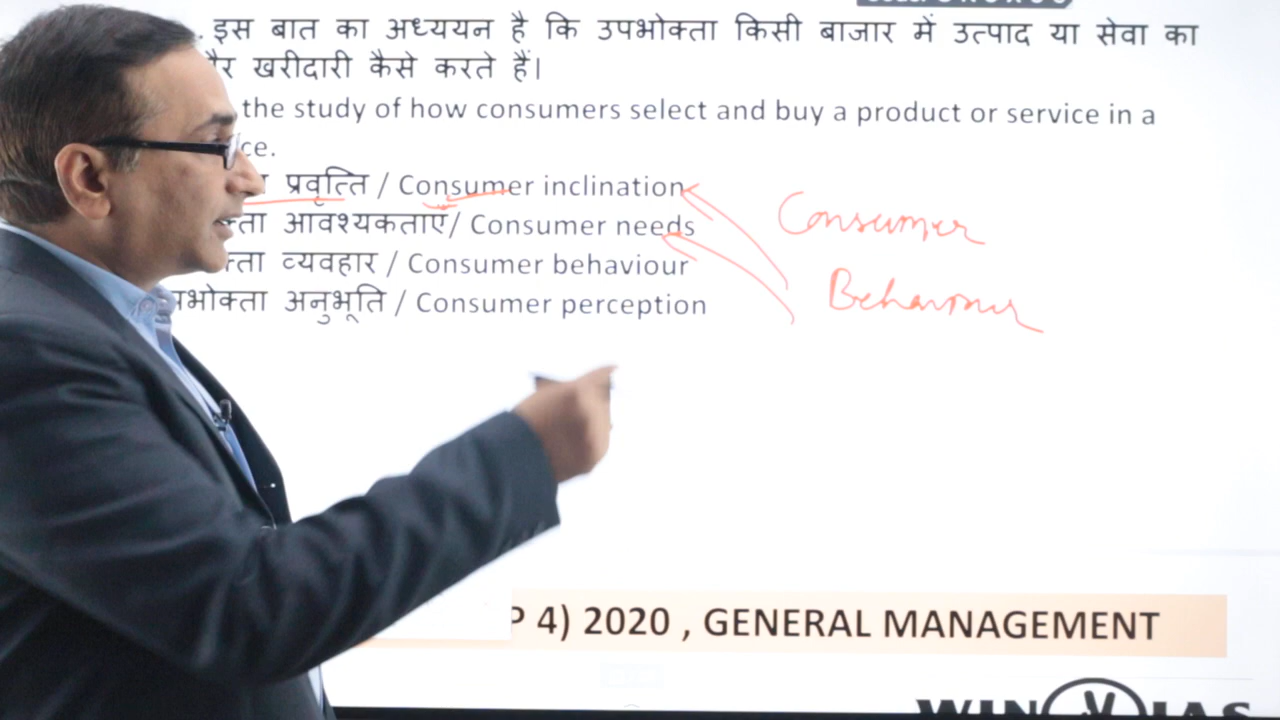 इस बात का अध्ययन है कि उपभोक्ता किसी बाजार में उत्पाद या सेवा का
खरीदारी कैसे करते हैं।
the study of how consumers select and buy a product or service in a
प्रवृत्ति / Consumer inclination
आवश्यकताएं/ Consumer needs
व्यवहार / Consumer behaviour
अनुभूति / Consumer perception
Consumer
Behaviour
4) 2020 , GENERAL MANAGEMENT